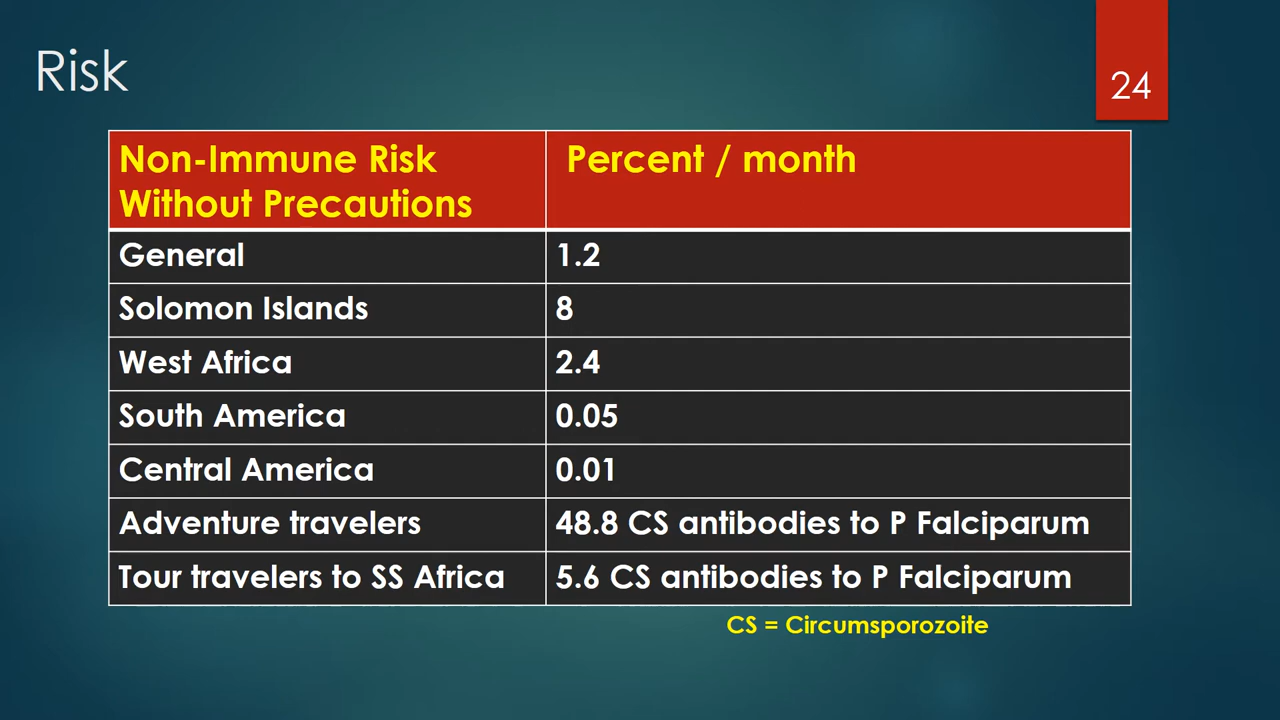 Risk
24
Non-Immune Risk Percent / month
Without Precautions
General 1.2
Solomon Islands 8
West Africa 2.4
South America 0.05
Central America 0.01
Adventure travelers 48.8 CS antibodies to P Falciparum
Tour travelers to SS Africa 5.6 CS antibodies to P Falciparum
CS = Circumsporozoite